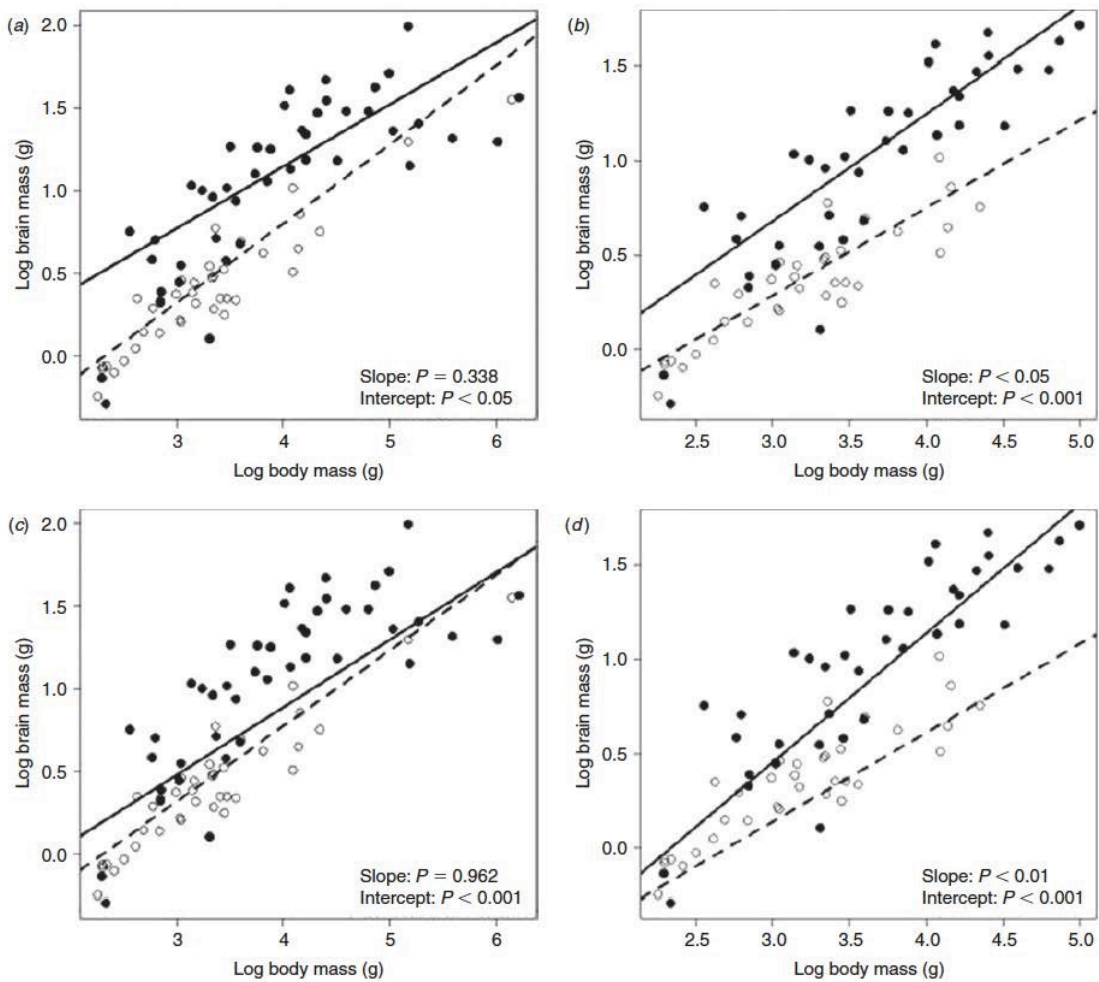 (a)
2.0
1.5
1.0
0.5
0.0
Log brain mass (g)
Slope: P = 0.338
Intercept: P < 0.05
3 4 5 6
Log body mass (g)
(b)
1.5
1.0
0.5
0.0
Log brain mass (g)
Slope: P < 0.05
Intercept: P < 0.001
2.5 3.0 3.5 4.0 4.5 5.0
Log body mass (g)
(c)
2.0
1.5
1.0
0.5
0.0
Log brain mass (g)
Slope: P = 0.962
Intercept: P < 0.001
3 4 5 6
Log body mass (g)
(d)
1.5
1.0
0.5
0.0
Log brain mass (g)
Slope: P < 0.01
Intercept: P < 0.001
2.5 3.0 3.5 4.0 4.5 5.0
Log body mass (g)